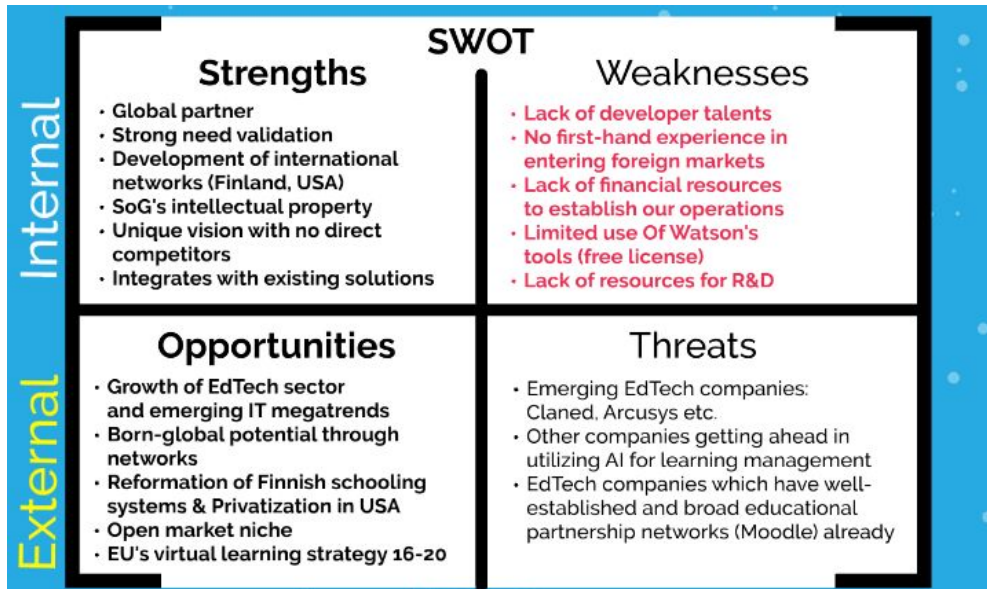 SWOT
Internal
Strengths
• Global partner
• Strong need validation
• Development of international
networks (Finland, USA)
• SoG's intellectual property
• Unique vision with no direct
competitors
• Integrates with existing solutions
Weaknesses
• Lack of developer talents
• No first-hand experience in
entering foreign markets
• Lack of financial resources
to establish our operations
• Limited use Of Watson's
tools (free license)
• Lack of resources for R&D
External
Opportunities
• Growth of EdTech sector
and emerging IT megatrends
• Born-global potential through
networks
• Reformation of Finnish schooling
systems & Privatization in USA
• Open market niche
• EU's virtual learning strategy 16-20
Threats
• Emerging EdTech companies:
Claned, Arcusys etc.
• Other companies getting ahead in
utilizing AI for learning management
• EdTech companies which have well-
established and broad educational
partnership networks (Moodle) already